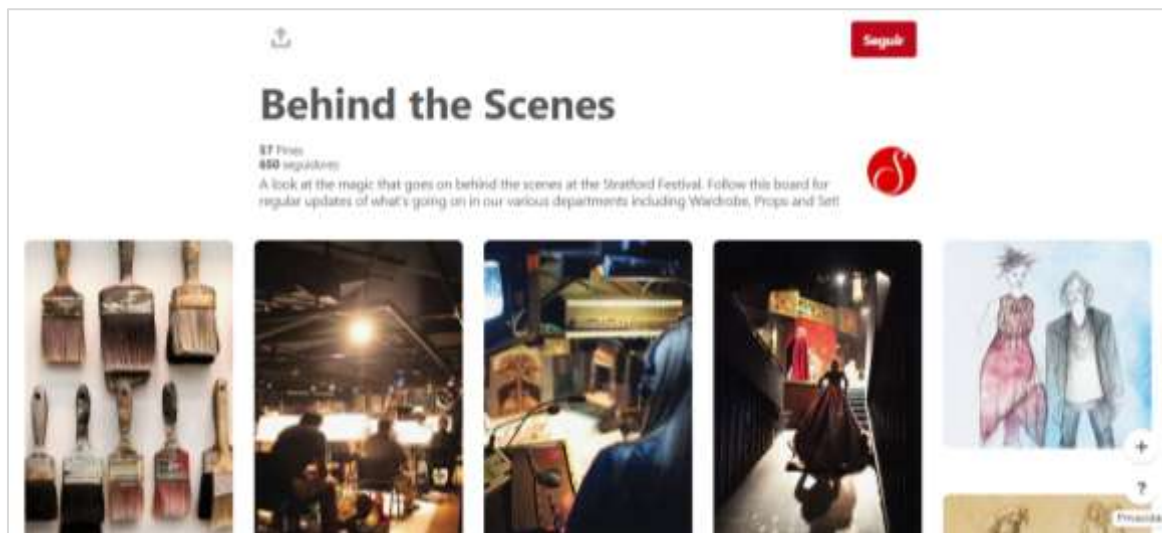 Seguir
Behind the Scenes
57 Pines
650 seguidores
A look at the magic that goes on behind the scenes at the Stratford Festival. Follow this board for
regular updates of what's going on in our various departments including Wardrobe, Props and Set!
+
?